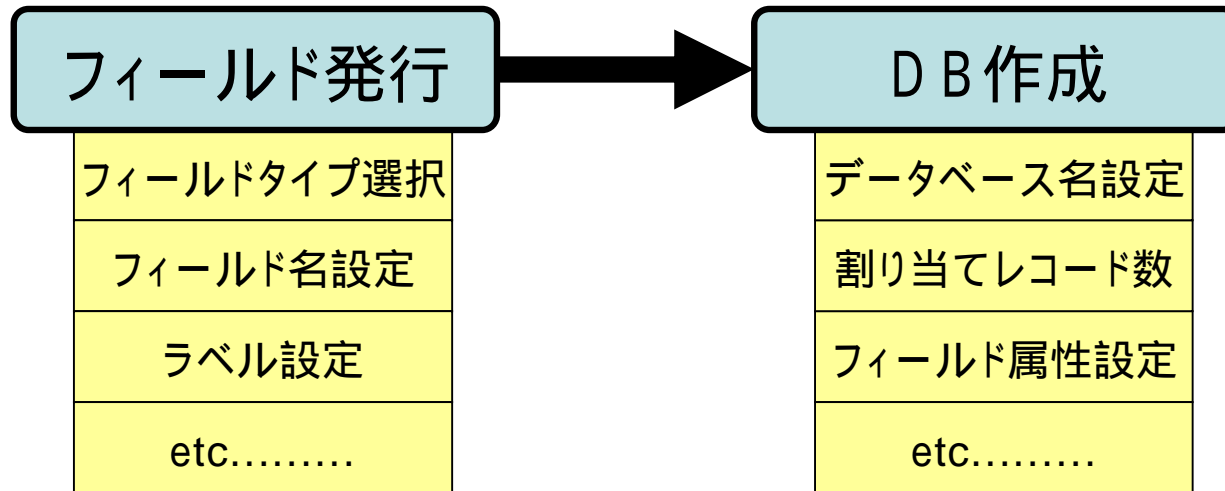 フィールド発行
フィールドタイプ選択
フィールド名設定
ラベル設定
etc.........
DB作成
データベース名設定
割り当てレコード数
フィールド属性設定
etc.........